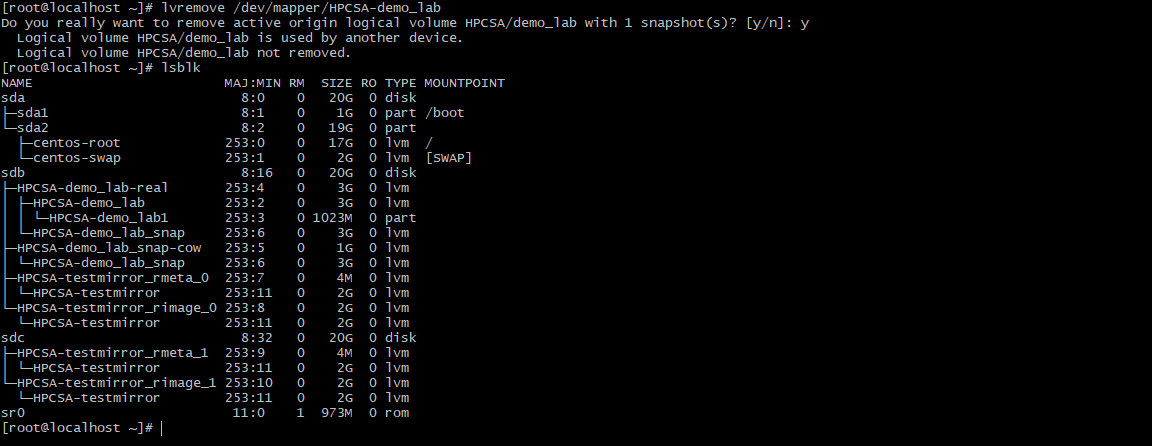 [root@localhost ~]# lvremove /dev/mapper/HPCSA-demo_lab
Do you really want to remove active origin logical volume HPCSA/demo_lab with 1 snapshot(s)? [y/n]: y
  Logical volume HPCSA/demo_lab is used by another device.
  Logical volume HPCSA/demo_lab not removed.
[root@localhost ~]# lsblk
NAME                        MAJ:MIN RM  SIZE RO TYPE MOUNTPOINT
sda                           8:0    0   20G  0 disk
├─sda1                        8:1    0    1G  0 part /boot
└─sda2                        8:2    0   19G  0 part
  ├─centos-root             253:0    0   17G  0 lvm  /
  └─centos-swap             253:1    0    2G  0 lvm  [SWAP]
sdb                           8:16   0   20G  0 disk
├─HPCSA-demo_lab-real       253:4    0    3G  0 lvm
│ ├─HPCSA-demo_lab          253:2    0    3G  0 lvm
│ │ └─HPCSA-demo_lab1       253:3    0 1023M  0 part
│ └─HPCSA-demo_lab_snap     253:6    0    3G  0 lvm
├─HPCSA-demo_lab_snap-cow   253:5    0    1G  0 lvm
│ └─HPCSA-demo_lab_snap     253:6    0    3G  0 lvm
├─HPCSA-testmirror_rmeta_0  253:7    0    4M  0 lvm
│ └─HPCSA-testmirror        253:11   0    2G  0 lvm
└─HPCSA-testmirror_rimage_0 253:8    0    2G  0 lvm
  └─HPCSA-testmirror        253:11   0    2G  0 lvm
sdc                           8:32   0   20G  0 disk
├─HPCSA-testmirror_rmeta_1  253:9    0    4M  0 lvm
│ └─HPCSA-testmirror        253:11   0    2G  0 lvm
└─HPCSA-testmirror_rimage_1 253:10   0    2G  0 lvm
  └─HPCSA-testmirror        253:11   0    2G  0 lvm
sr0                          11:0    1  973M  0 rom
[root@localhost ~]#